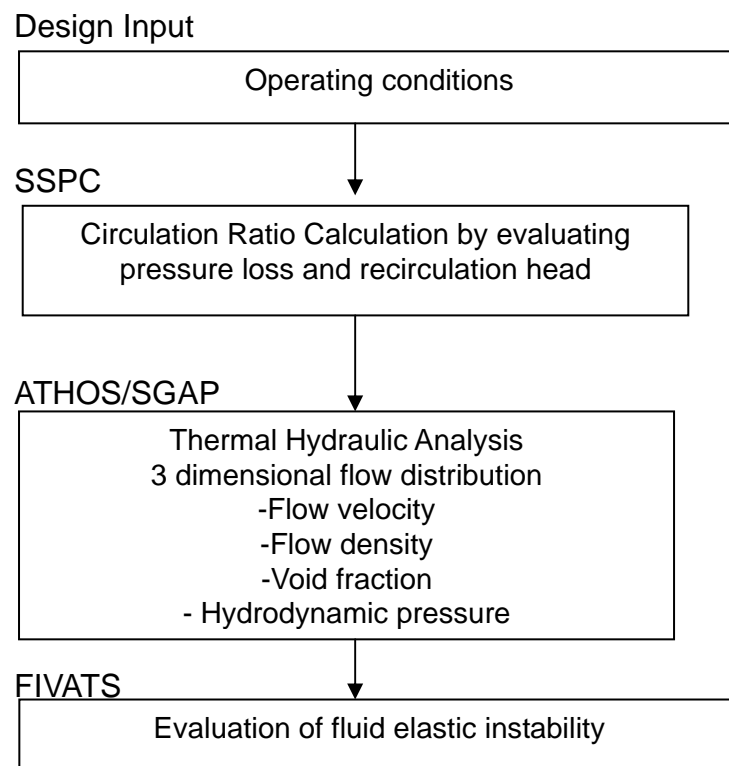 Design Input
Operating conditions
SSPC
Circulation Ratio Calculation by evaluating
pressure loss and recirculation head
ATHOS/SGAP
Thermal Hydraulic Analysis
3 dimensional flow distribution
-Flow velocity
-Flow density
-Void fraction
- Hydrodynamic pressure
FIVATS
Evaluation of fluid elastic instability